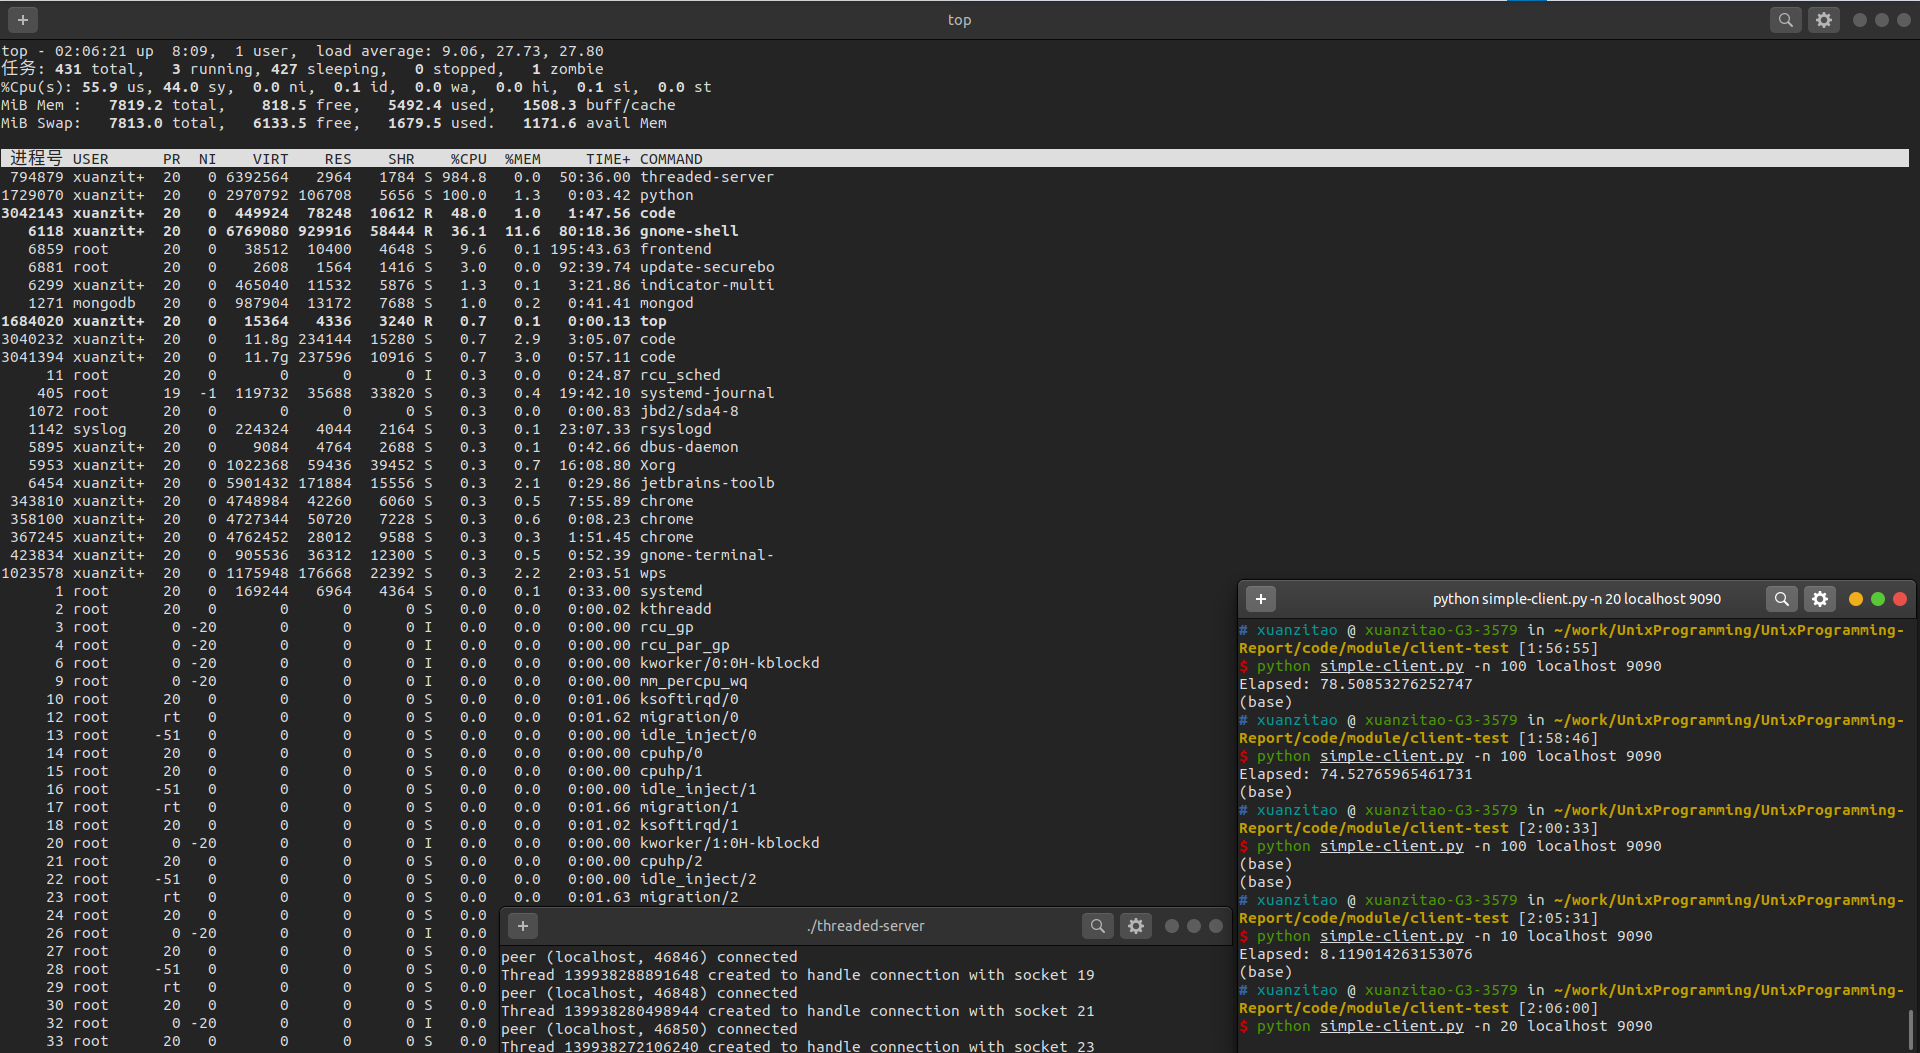 top
top - 02:06:21 up  8:09,  1 user,  load average: 9.06, 27.73, 27.80
任务: 431 total,   3 running, 427 sleeping,   0 stopped,   1 zombie
%Cpu(s): 55.9 us, 44.0 sy,  0.0 ni,  0.1 id,  0.0 wa,  0.0 hi,  0.1 si,  0.0 st
MiB Mem :   7819.2 total,    818.5 free,   5492.4 used,   1508.3 buff/cache
MiB Swap:   7813.0 total,   6133.5 free,   1679.5 used.   1171.6 avail Mem
进程号 USER      PR  NI    VIRT    RES    SHR    %CPU  %MEM     TIME+ COMMAND
794879 xuanzit+  20   0 6392564   2964   1784 S 984.8   0.0  50:36.00 threaded-server
1729070 xuanzit+  20   0 2970792 106708   5656 S 100.0   1.3   0:03.42 python
3042143 xuanzit+  20   0  449924  78248  10612 R  48.0   1.0   1:47.56 code
6118 xuanzit+  20   0 6769080 929916  58444 R  36.1  11.6  80:18.36 gnome-shell
6859 root      20   0   38512  10400   4648 S   9.6   0.1 195:43.63 frontend
6881 root      20   0    2608   1564   1416 S   3.0   0.0  92:39.74 update-securebo
6299 xuanzit+  20   0  465040  11532   5876 S   1.3   0.1   3:21.86 indicator-multi
1271 mongodb   20   0  987904  13172   7688 S   1.0   0.2   0:41.41 mongod
1684020 xuanzit+  20   0   15364   4336   3240 R   0.7   0.1   0:00.13 top
3040232 xuanzit+  20   0   11.8g 234144  15280 S   0.7   2.9   3:05.07 code
3041394 xuanzit+  20   0   11.7g 237596  10916 S   0.7   3.0   0:57.11 code
11 root      20   0       0      0      0 I   0.3   0.0   0:24.87 rcu_sched
405 root      19  -1  119732  35688  33820 S   0.3   0.4  19:42.10 systemd-journal
1072 root      20   0       0      0      0 S   0.3   0.0   0:00.83 jbd2/sda4-8
1142 syslog    20   0  224324   4044   2164 S   0.3   0.1  23:07.33 rsyslogd
5895 xuanzit+  20   0    9084   4764   2688 S   0.3   0.1   0:42.66 dbus-daemon
5953 xuanzit+  20   0 1022368  59436  39452 S   0.3   0.7  16:08.80 Xorg
6454 xuanzit+  20   0 5901432 171884  15556 S   0.3   2.1   0:29.86 jetbrains-toolb
343810 xuanzit+  20   0 4748984  42260   6060 S   0.3   0.5   7:55.89 chrome
358100 xuanzit+  20   0 4727344  50720   7228 S   0.3   0.6   0:08.23 chrome
367245 xuanzit+  20   0 4762452  28012   9588 S   0.3   0.3   1:51.45 chrome
423834 xuanzit+  20   0  905536  36312  12300 S   0.3   0.5   0:52.39 gnome-terminal-
1023578 xuanzit+  20   0 1175948 176668  22392 S   0.3   2.2   2:03.51 wps
1 root      20   0  169244   6964   4364 S   0.0   0.1   0:33.00 systemd
2 root      20   0       0      0      0 S   0.0   0.0   0:00.02 kthreadd
3 root       0 -20       0      0      0 I   0.0   0.0   0:00.00 rcu_gp
4 root       0 -20       0      0      0 I   0.0   0.0   0:00.00 rcu_par_gp
6 root       0 -20       0      0      0 I   0.0   0.0   0:00.00 kworker/0:0H-kblockd
9 root       0 -20       0      0      0 I   0.0   0.0   0:00.00 mm_percpu_wq
10 root      20   0       0      0      0 S   0.0   0.0   0:01.06 ksoftirqd/0
12 root      rt   0       0      0      0 S   0.0   0.0   0:01.62 migration/0
13 root     -51   0       0      0      0 S   0.0   0.0   0:00.00 idle_inject/0
14 root      20   0       0      0      0 S   0.0   0.0   0:00.00 cpuhp/0
15 root      20   0       0      0      0 S   0.0   0.0   0:00.00 cpuhp/1
16 root     -51   0       0      0      0 S   0.0   0.0   0:00.00 idle_inject/1
17 root      rt   0       0      0      0 S   0.0   0.0   0:01.66 migration/1
18 root      20   0       0      0      0 S   0.0   0.0   0:01.02 ksoftirqd/1
20 root       0 -20       0      0      0 I   0.0   0.0   0:00.00 kworker/1:0H-kblockd
21 root      20   0       0      0      0 S   0.0   0.0   0:00.00 cpuhp/2
22 root     -51   0       0      0      0 S   0.0   0.0   0:00.00 idle_inject/2
23 root      rt   0       0      0      0 S   0.0   0.0   0:01.63 migration/2
24 root      20   0       0      0      0 S   0.0
26 root       0 -20       0      0      0 I   0.0
27 root      20   0       0      0      0 S   0.0
28 root     -51   0       0      0      0 S   0.0
29 root      rt   0       0      0      0 S   0.0
30 root      20   0       0      0      0 S   0.0
32 root       0 -20       0      0      0 I   0.0
33 root      20   0       0      0      0 S   0.0
./threaded-server
peer (localhost, 46846) connected
Thread 139938288891648 created to handle connection with socket 19
peer (localhost, 46848) connected
Thread 139938280498944 created to handle connection with socket 21
peer (localhost, 46850) connected
Thread 139938272106240 created to handle connection with socket 23
python simple-client.py -n 20 localhost 9090
# xuanzitao @ xuanzitao-G3-3579 in ~/work/UnixProgramming/UnixProgramming-
Report/code/module/client-test [1:56:55]
$ python simple-client.py -n 100 localhost 9090
Elapsed: 78.50853276252747
(base)
# xuanzitao @ xuanzitao-G3-3579 in ~/work/UnixProgramming/UnixProgramming-
Report/code/module/client-test [1:58:46]
$ python simple-client.py -n 100 localhost 9090
Elapsed: 74.52765965461731
(base)
# xuanzitao @ xuanzitao-G3-3579 in ~/work/UnixProgramming/UnixProgramming-
Report/code/module/client-test [2:00:33]
$ python simple-client.py -n 100 localhost 9090
(base)
(base)
# xuanzitao @ xuanzitao-G3-3579 in ~/work/UnixProgramming/UnixProgramming-
Report/code/module/client-test [2:05:31]
$ python simple-client.py -n 10 localhost 9090
Elapsed: 8.119014263153076
(base)
# xuanzitao @ xuanzitao-G3-3579 in ~/work/UnixProgramming/UnixProgramming-
Report/code/module/client-test [2:06:00]
$ python simple-client.py -n 20 localhost 9090